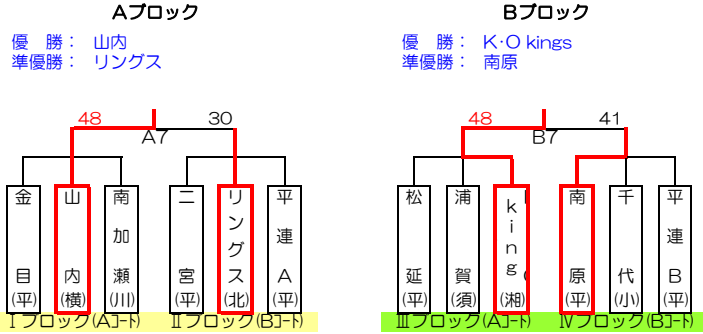 Aブロック
優　勝： 山内
準優勝： リングス
Bブロック
優　勝： K・O kings
準優勝： 南原
48 30
A7
48 41
B7
金目(平)
山内(横)
南加瀬(川)
二宮(平)
リングス(北)
平連A(平)
松延(平)
浦賀(須)
king(湘)
南原(平)
千代(小)
平連B(平)
Ⅰブロック(Aコート)
Ⅱブロック(Bコート)
Ⅲブロック(Aコート)
Ⅳブロック(Bコート)